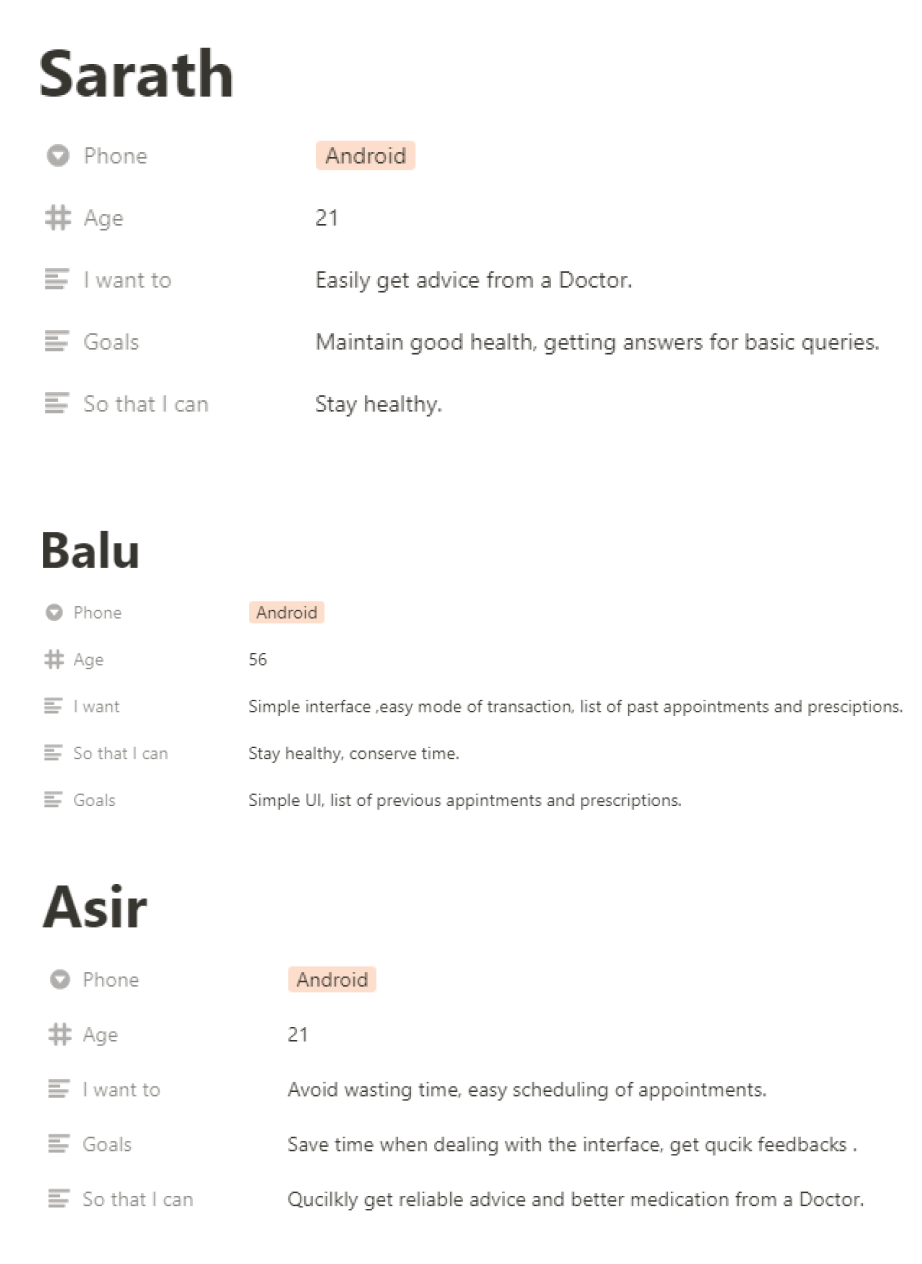 Sarath
Phone Android
Age 21
I want to Easily get advice from a Doctor.
Goals Maintain good health, getting answers for basic queries.
So that I can Stay healthy.
Balu
Phone Android
Age 56
I want Simple interface ,easy mode of transaction, list of past appointments and presciptions.
So that I can Stay healthy, conserve time.
Goals Simple UI, list of previous appintments and prescriptions.
Asir
Phone Android
Age 21
I want to Avoid wasting time, easy scheduling of appointments.
Goals Save time when dealing with the interface, get qucik feedbacks .
So that I can Qucilkly get reliable advice and better medication from a Doctor.